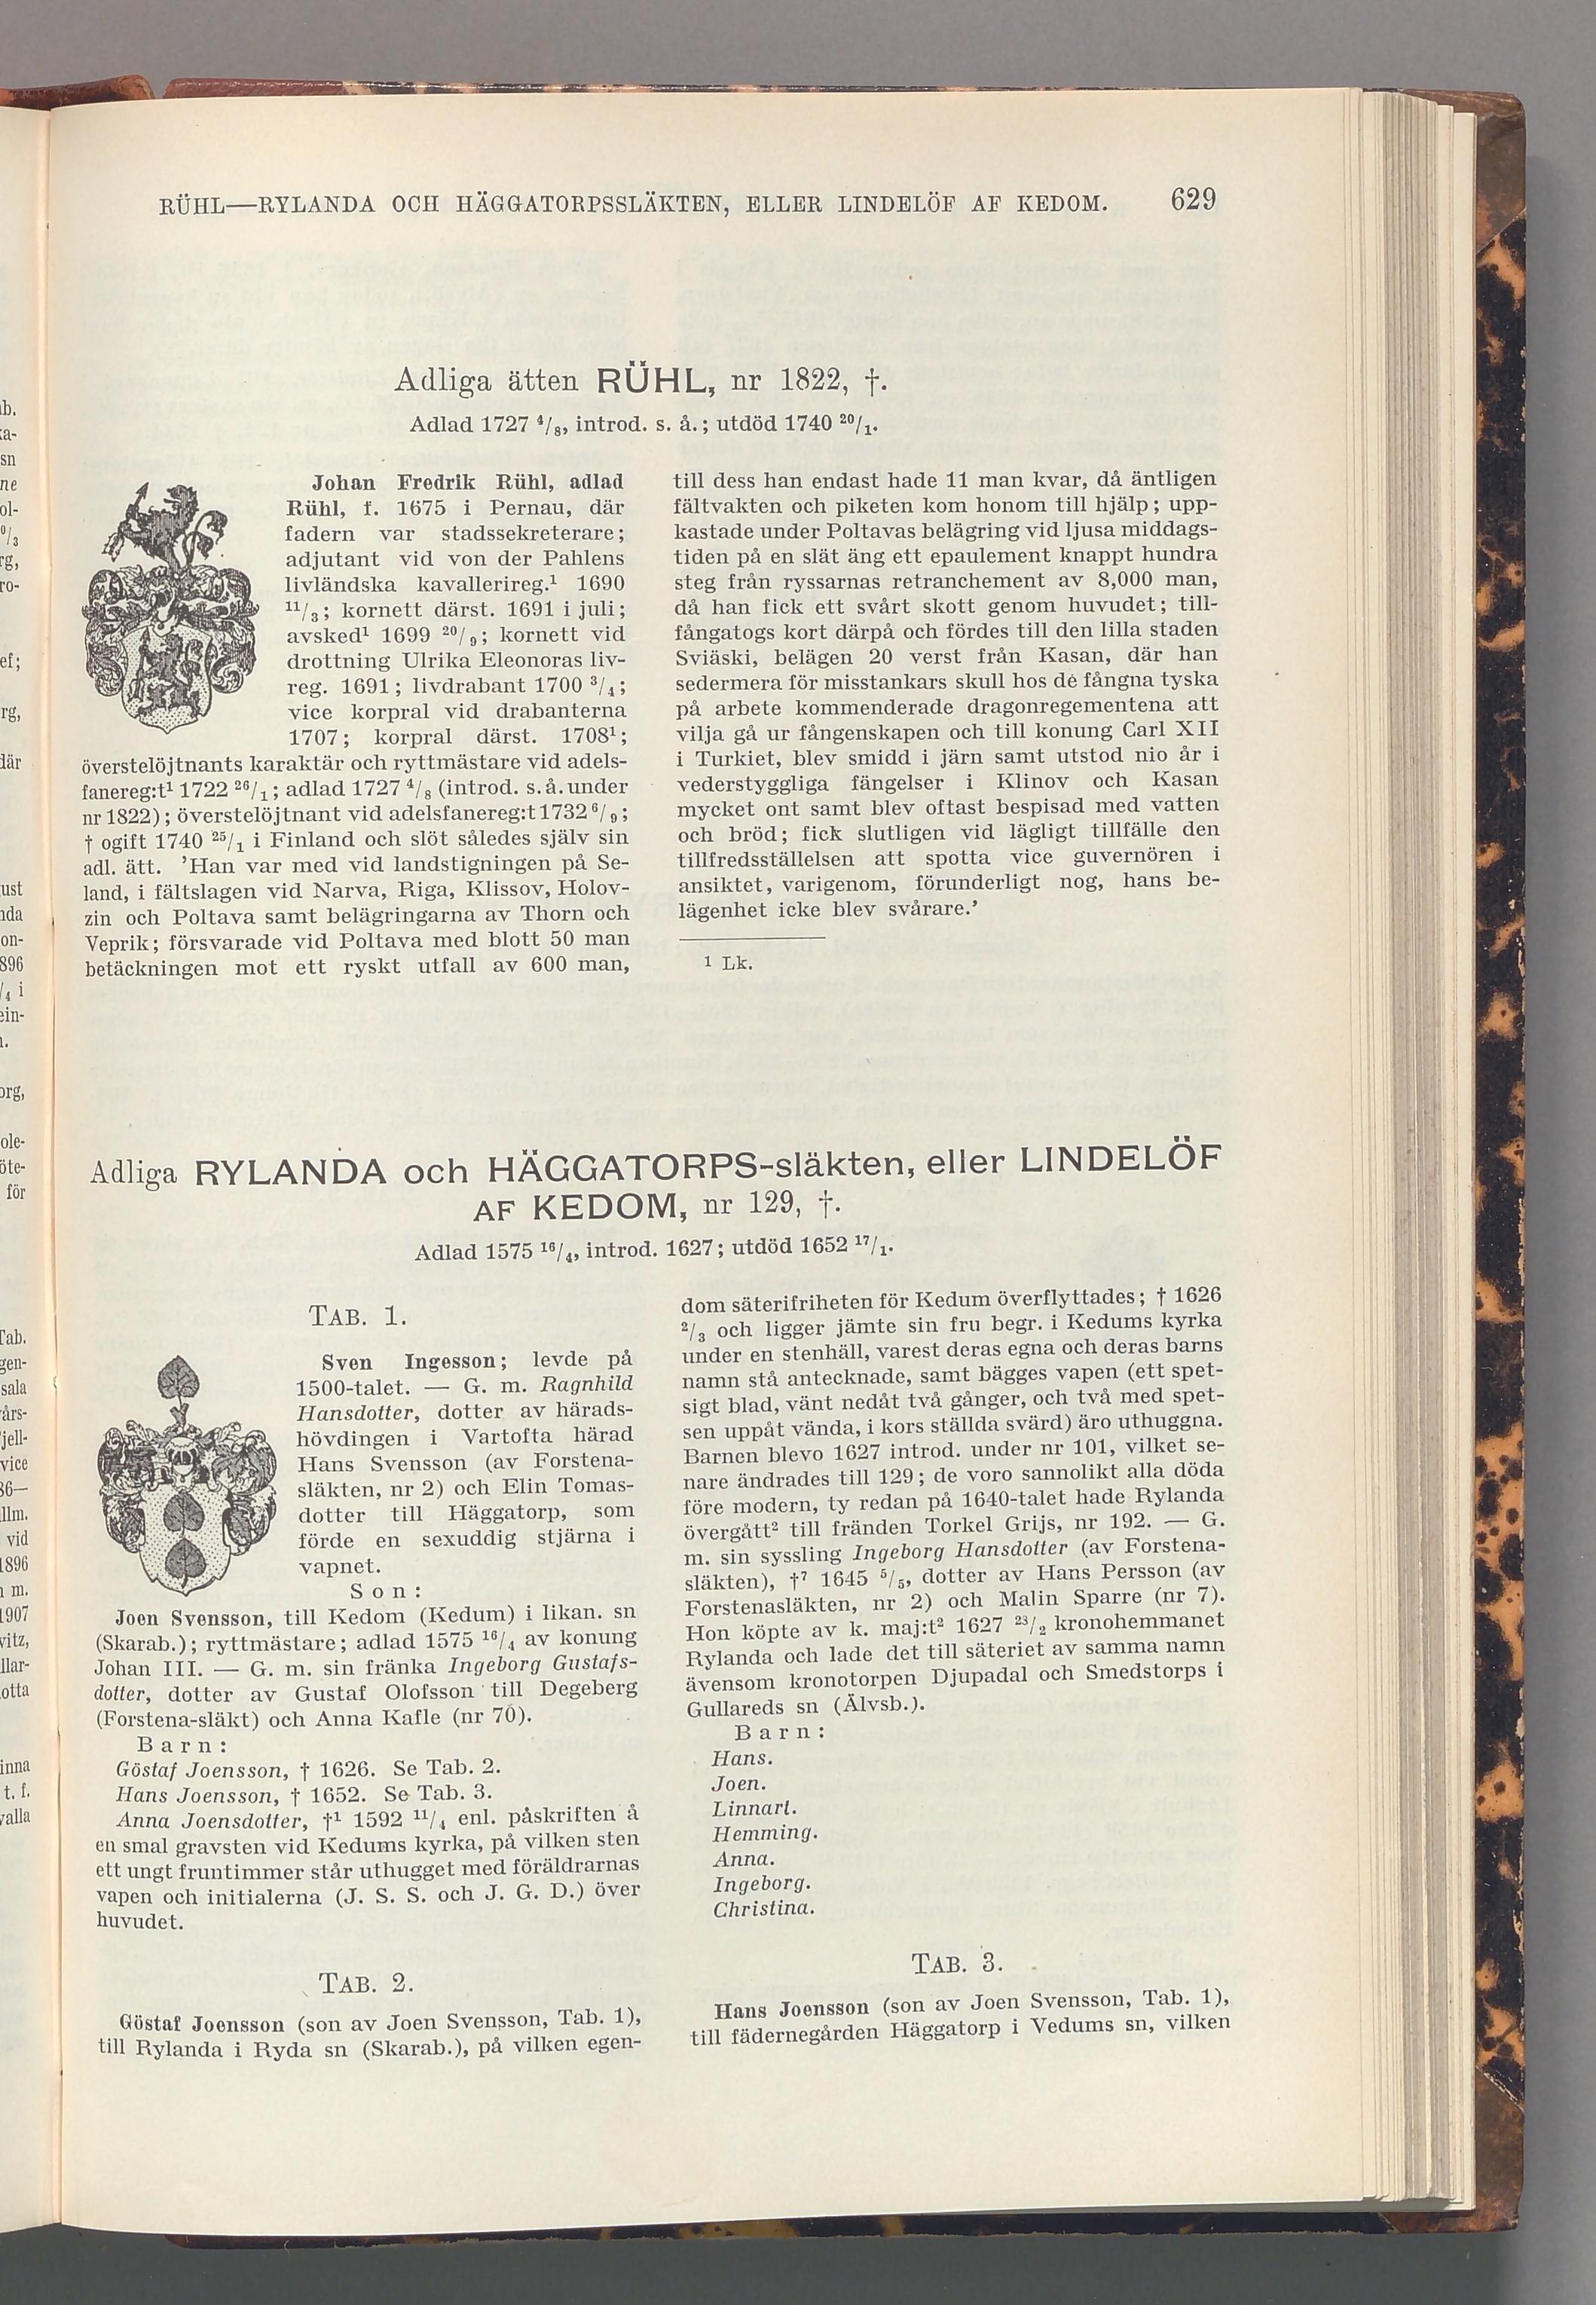 RÜHL—RYLANDA OCH HÄGGATORPSSLÄKTEN, ELLER LINDELÖF AF KEDOM. 629
Adliga ätten RÜHL, nr 1822, †.
Adlad 1727 4/8, introd. s. å.; utdöd 1740 20/1.
Johan Fredrik Rühl, adlad
Rühl, f. 1675 i Pernau, där
fadern var stadssekreterare;
adjutant vid von der Pahlens
livländska kavallerireg.¹ 1690
11/3; kornett därst. 1691 i juli;
avsked¹ 1699 20/9; kornett vid
drottning Ulrika Eleonoras liv-
reg. 1691; livdrabant 1700 3/4;
vice korpral vid drabanterna
1707; korpral därst. 1708¹;
överstelöjtnants karaktär och ryttmästare vid adels-
fanereg:t¹ 1722 26/1; adlad 1727 4/8 (introd. s. å. under
nr 1822); överstelöjtnant vid adelsfanereg:t 1732 6/9;
† ogift 1740 25/1 i Finland och slöt således själv sin
adl. ätt. 'Han var med vid landstigningen på Se-
land, i fältslagen vid Narva, Riga, Klissov, Holov-
zin och Poltava samt belägringarna av Thorn och
Veprik; försvarade vid Poltava med blott 50 man
betäckningen mot ett ryskt utfall av 600 man,
till dess han endast hade 11 man kvar, då äntligen
fältvakten och piketen kom honom till hjälp; upp-
kastade under Poltavas belägring vid ljusa middags-
tiden på en slät äng ett epaulement knappt hundra
steg från ryssarnas retranchement av 8,000 man,
då han fick ett svårt skott genom huvudet; till-
fångatogs kort därpå och fördes till den lilla staden
Sviäski, belägen 20 verst från Kasan, där han
sedermera för misstankars skull hos de fångna tyska
på arbete kommenderade dragonregementena att
vilja gå ur fångenskapen och till konung Carl XII
i Turkiet, blev smidd i järn samt utstod nio år i
vederstyggliga fängelser i Klinov och Kasan
mycket ont samt blev oftast bespisad med vatten
och bröd; fick slutligen vid lägligt tillfälle den
tillfredsställelsen att spotta vice guvernören i
ansiktet, varigenom, förunderligt nog, hans be-
lägenhet icke blev svårare.'
1 Lk.
Adliga RYLANDA och HÄGGATORPS-släkten, eller LINDELÖF
AF KEDOM, nr 129, †.
Adlad 1575 16/4, introd. 1627; utdöd 1652 17/1.
TAB. 1.
Sven Ingesson; levde på
1500-talet. — G. m. Ragnhild
Hansdotter, dotter av härads-
hövdingen i Vartofta härad
Hans Svensson (av Forstena-
släkten, nr 2) och Elin Tomas-
dotter till Häggatorp, som
förde en sexuddig stjärna i
vapnet.
Son:
Joen Svensson, till Kedom (Kedum) i likan. sn
(Skarab.); ryttmästare; adlad 1575 16/4 av konung
Johan III. — G. m. sin fränka Ingeborg Gustafs-
dotter, dotter av Gustaf Olofsson till Degeberg
(Forstena-släkt) och Anna Kafle (nr 70).
Barn:
Göstaf Joensson, † 1626. Se Tab. 2.
Hans Joensson, † 1652. Se Tab. 3.
Anna Joensdotter, †¹ 1592 11/4 enl. påskriften å
en smal gravsten vid Kedums kyrka, på vilken sten
ett ungt fruntimmer står uthugget med föräldrarnas
vapen och initialerna (J. S. S. och J. G. D.) över
huvudet.
TAB. 2.
Göstaf Joensson (son av Joen Svensson, Tab. 1),
till Rylanda i Ryda sn (Skarab.), på vilken egen-
dom säterifriheten för Kedum överflyttades; † 1626
2/3 och ligger jämte sin fru begr. i Kedums kyrka
under en stenhäll, varest deras egna och deras barns
namn stå antecknade, samt bägges vapen (ett spet-
sigt blad, vänt nedåt två gånger, och två med spet-
sen uppåt vända, i kors ställda svärd) äro uthuggna.
Barnen blevo 1627 introd. under nr 101, vilket se-
nare ändrades till 129; de voro sannolikt alla döda
före modern, ty redan på 1640-talet hade Rylanda
övergått² till fränden Torkel Grijs, nr 192. — G.
m. sin syssling Ingeborg Hansdotter (av Forstena-
släkten), †⁷ 1645 5/5, dotter av Hans Persson (av
Forstenasläkten, nr 2) och Malin Sparre (nr 7).
Hon köpte av k. maj:t² 1627 23/2 kronohemmanet
Rylanda och lade det till säteriet av samma namn
ävensom kronotorpen Djupadal och Smedstorps i
Gullareds sn (Älvsb.).
Barn:
Hans.
Joen.
Linnart.
Hemming.
Anna.
Ingeborg.
Christina.
TAB. 3.
Hans Joensson (son av Joen Svensson, Tab. 1),
till fädernegården Häggatorp i Vedums sn, vilken